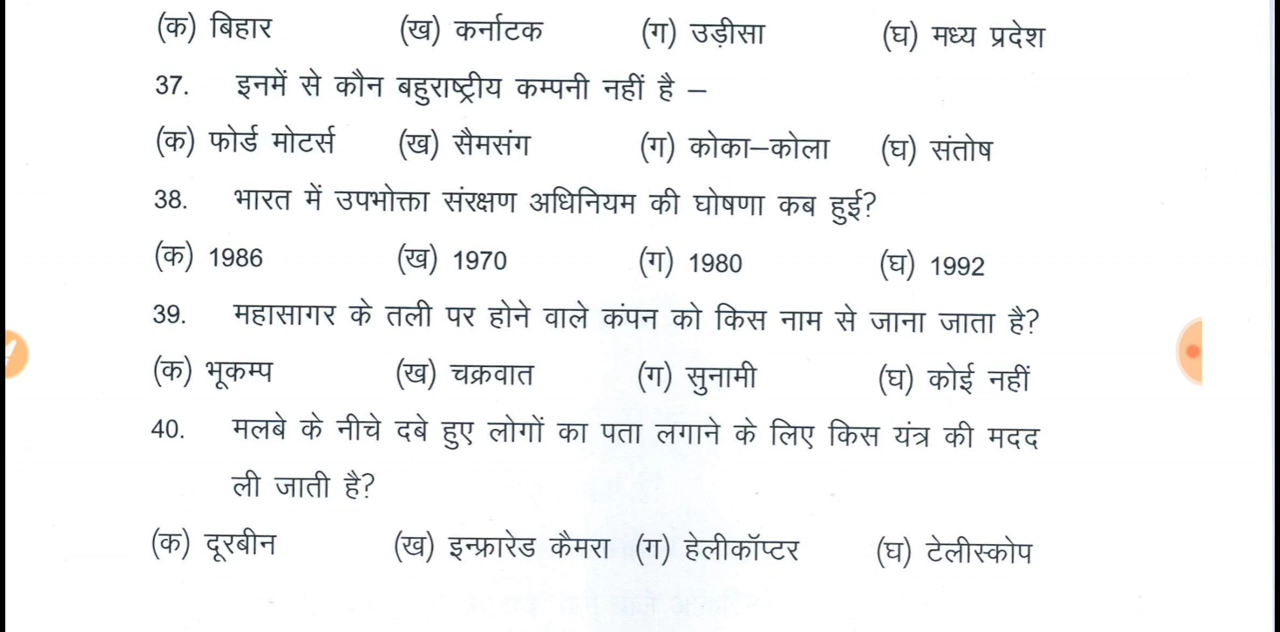 (क) बिहार (ख) कर्नाटक (ग) उड़ीसा (घ) मध्य प्रदेश
37. इनमें से कौन बहुराष्ट्रीय कम्पनी नहीं है –
(क) फोर्ड मोटर्स (ख) सैमसंग (ग) कोका–कोला (घ) संतोष
38. भारत में उपभोक्ता संरक्षण अधिनियम की घोषणा कब हुई?
(क) 1986 (ख) 1970 (ग) 1980 (घ) 1992
39. महासागर के तली पर होने वाले कंपन को किस नाम से जाना जाता है?
(क) भूकम्प (ख) चक्रवात (ग) सुनामी (घ) कोई नहीं
40. मलबे के नीचे दबे हुए लोगों का पता लगाने के लिए किस यंत्र की मदद
ली जाती है?
(क) दूरबीन (ख) इन्फ्रारेड कैमरा (ग) हेलीकॉप्टर (घ) टेलीस्कोप